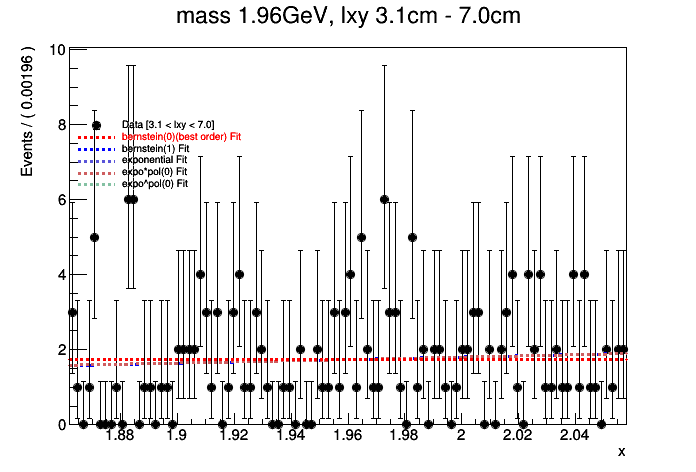 mass 1.96GeV, lxy 3.1cm - 7.0cm
Events / ( 0.00196 )
10
8
6
4
2
0
Data [3.1 < lxy < 7.0]
bernstein(0)(best order) Fit
bernstein(1) Fit
exponential Fit
expo*pol(0) Fit
expo^pol(0) Fit
1.88 1.9 1.92 1.94 1.96 1.98 2 2.02 2.04
x